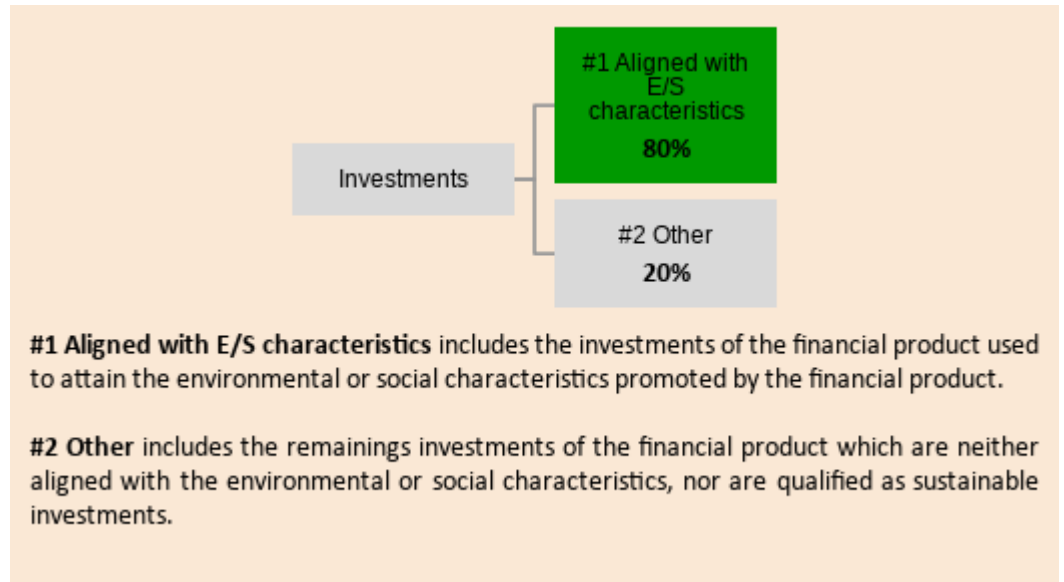 #1 Aligned with
E/S
characteristics
80%
Investments
#2 Other
20%
#1 Aligned with E/S characteristics includes the investments of the financial product used
to attain the environmental or social characteristics promoted by the financial product.
#2 Other includes the remainings investments of the financial product which are neither
aligned with the environmental or social characteristics, nor are qualified as sustainable
investments.